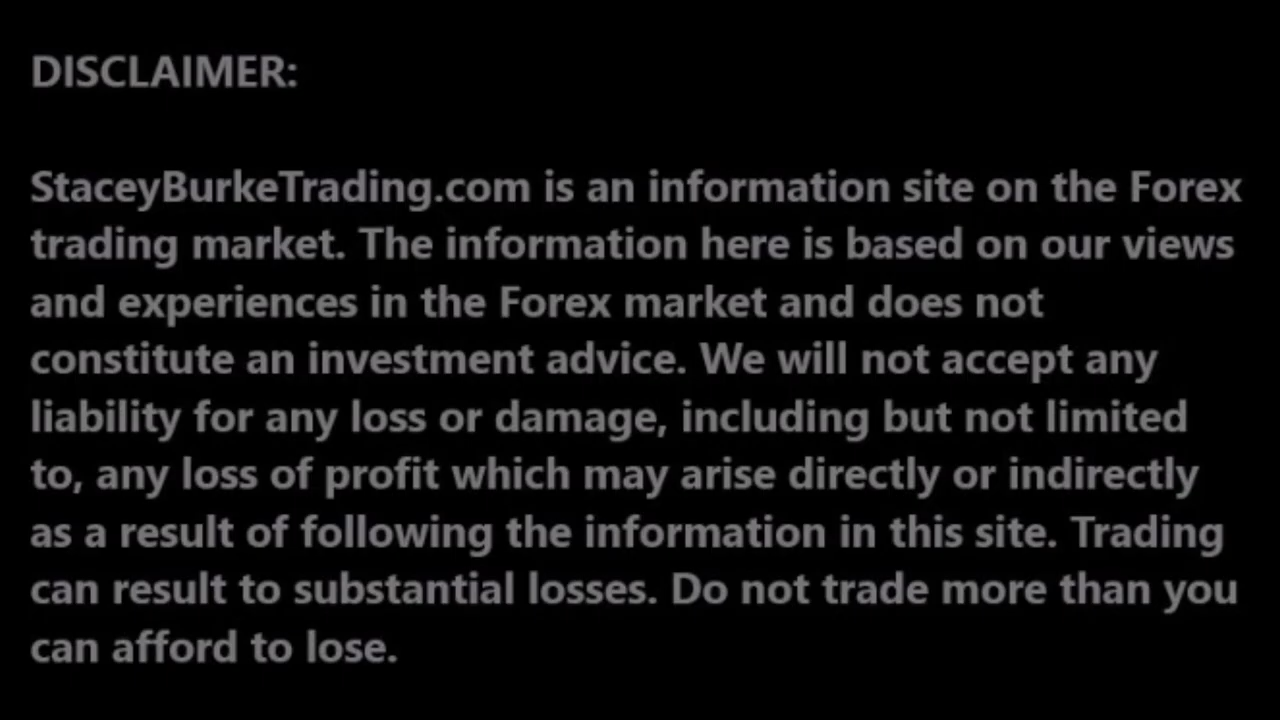 DISCLAIMER:
StaceyBurkeTrading.com is an information site on the Forex
trading market. The information here is based on our views
and experiences in the Forex market and does not
constitute an investment advice. We will not accept any
liability for any loss or damage, including but not limited
to, any loss of profit which may arise directly or indirectly
as a result of following the information in this site. Trading
can result to substantial losses. Do not trade more than you
can afford to lose.